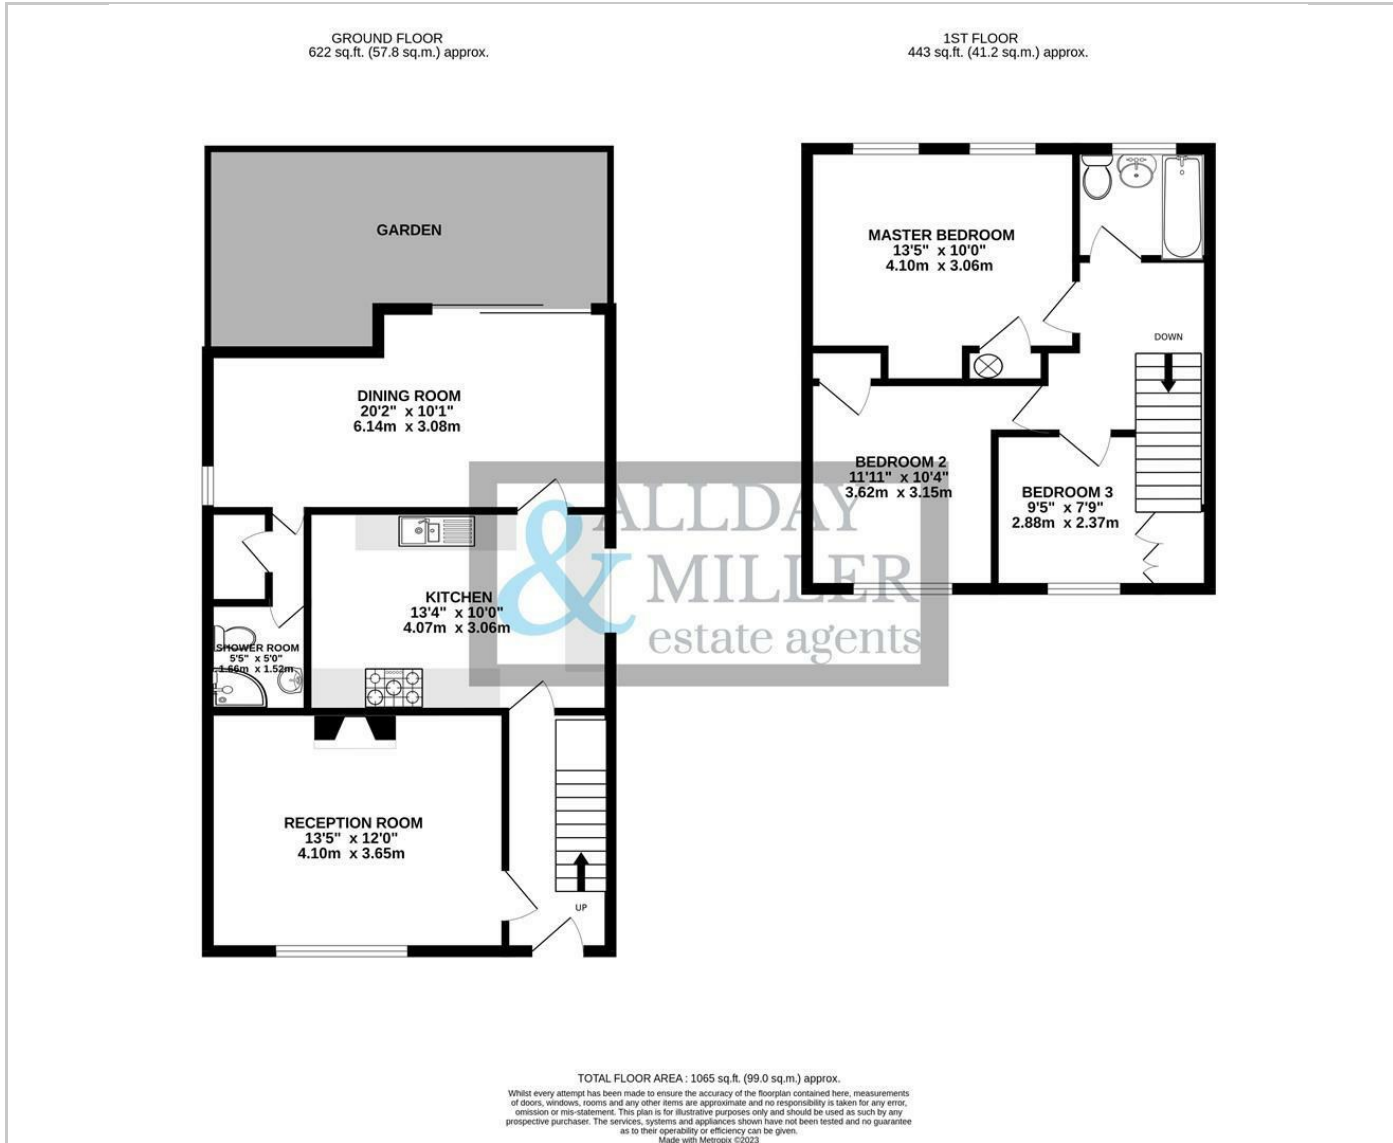 GROUND FLOOR
622 sq.ft. (57.8 sq.m.) approx.
1ST FLOOR
443 sq.ft. (41.2 sq.m.) approx.
GARDEN
DINING ROOM
20'2" x 10'1"
6.14m x 3.08m
KITCHEN
13'4" x 10'0"
4.07m x 3.06m
SHOWER ROOM
5'5" x 5'0"
1.66m x 1.52m
RECEPTION ROOM
13'5" x 12'0"
4.10m x 3.65m
UP
MASTER BEDROOM
13'5" x 10'0"
4.10m x 3.06m
DOWN
BEDROOM 2
11'11" x 10'4"
3.62m x 3.15m
BEDROOM 3
9'5" x 7'9"
2.88m x 2.37m
ALLDAY
& MILLER
estate agents
TOTAL FLOOR AREA : 1065 sq.ft. (99.0 sq.m.) approx.
Whilst every attempt has been made to ensure the accuracy of the floorplan contained here, measurements
of doors, windows, rooms and any other items are approximate and no responsibility is taken for any error,
omission or mis-statement. This plan is for illustrative purposes only and should be used as such by any
prospective purchaser. The services, systems and appliances shown have not been tested and no guarantee
as to their operability or efficiency can be given.
Made with Metropix ©2023